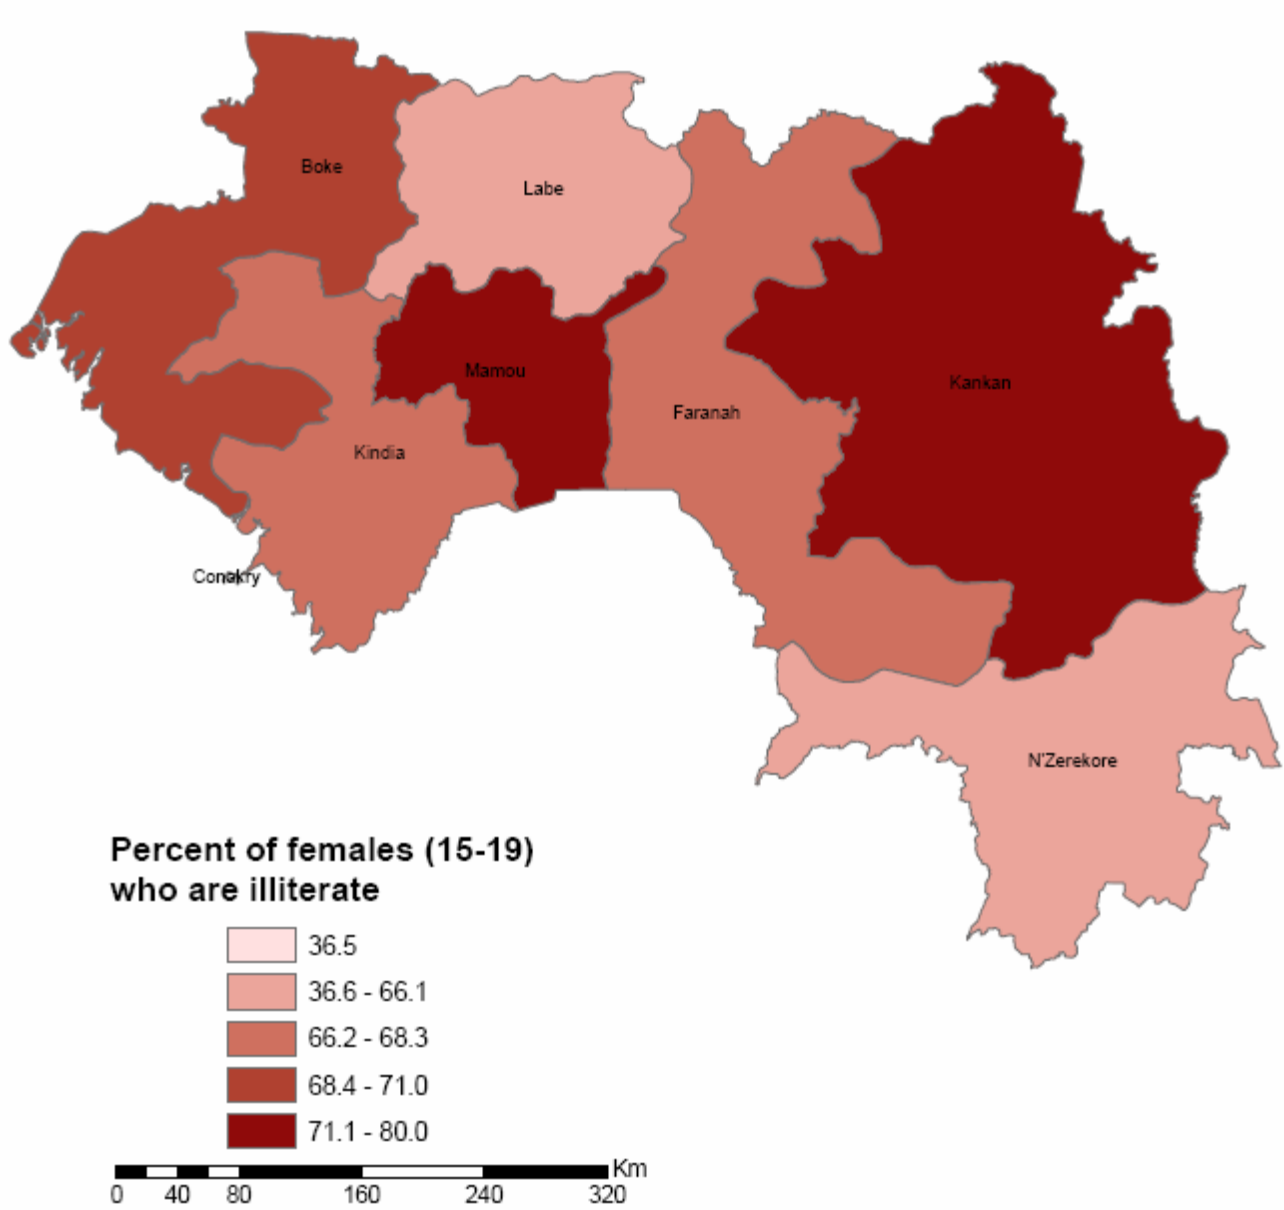 Boke
Labe
Mamou
Kankan
Faranah
Kindia
Conakry
N'Zerekore
Percent of females (15-19)
who are illiterate
36.5
36.6 - 66.1
66.2 - 68.3
68.4 - 71.0
71.1 - 80.0
Km
0 40 80 160 240 320